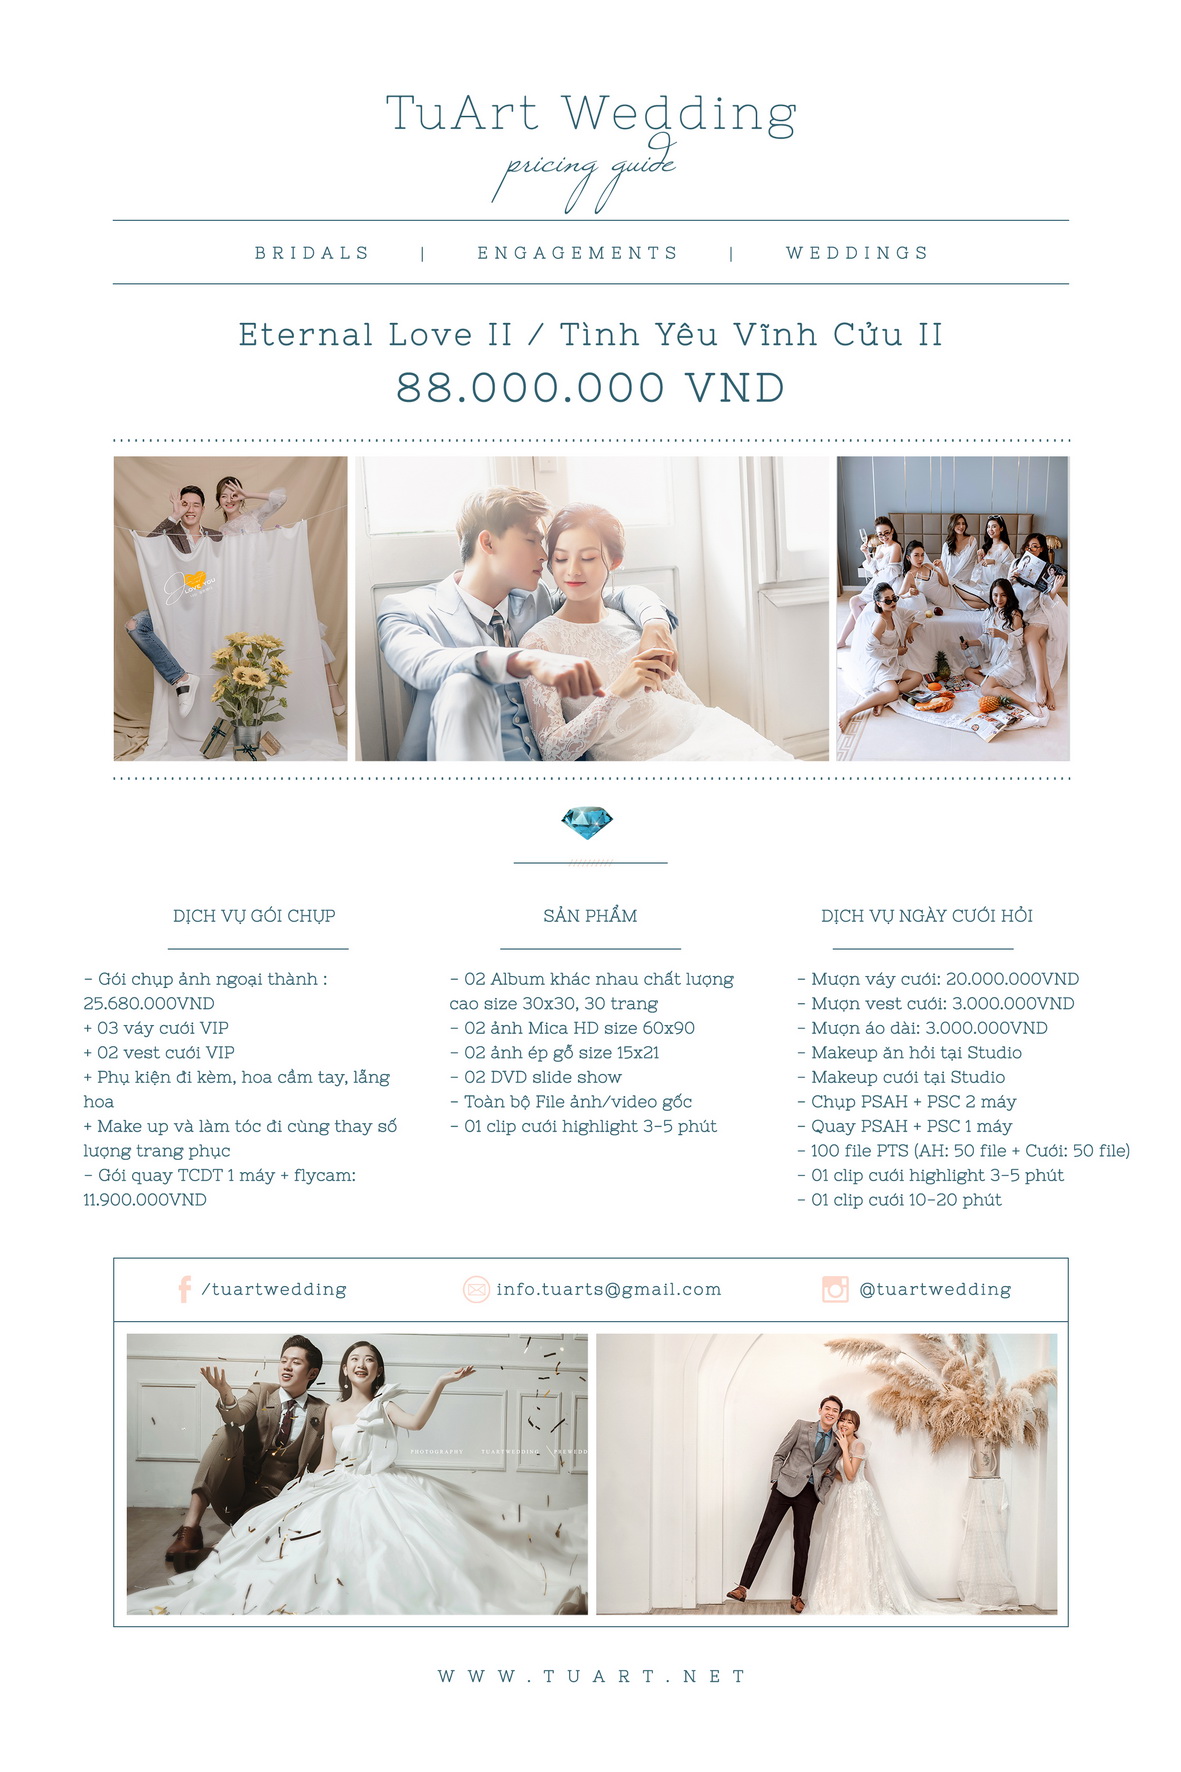 TuArt Wedding
pricing guide
BRIDALS | ENGAGEMENTS | WEDDINGS
Eternal Love II / Tình Yêu Vĩnh Cửu II
88.000.000 VND
LOVE YOU
DỊCH VỤ GÓI CHỤP
- Gói chụp ảnh ngoại thành :
25.680.000VND
+ 03 váy cưới VIP
+ 02 vest cưới VIP
+ Phụ kiện đi kèm, hoa cầm tay, lẵng
hoa
+ Make up và làm tóc đi cùng thay số
lượng trang phục
- Gói quay TCDT 1 máy + flycam:
11.900.000VND
SẢN PHẨM
- 02 Album khác nhau chất lượng
cao size 30x30, 30 trang
- 02 ảnh Mica HD size 60x90
- 02 ảnh ép gỗ size 15x21
- 02 DVD slide show
- Toàn bộ File ảnh/video gốc
- 01 clip cưới highlight 3-5 phút
DỊCH VỤ NGÀY CƯỚI HỎI
- Mượn váy cưới: 20.000.000VND
- Mượn vest cưới: 3.000.000VND
- Mượn áo dài: 3.000.000VND
- Makeup ăn hỏi tại Studio
- Makeup cưới tại Studio
- Chụp PSAH + PSC 2 máy
- Quay PSAH + PSC 1 máy
- 100 file PTS (AH: 50 file + Cưới: 50 file)
- 01 clip cưới highlight 3-5 phút
- 01 clip cưới 10-20 phút
/tuartwedding
info.tuarts@gmail.com
@tuartwedding
PHOTOGRAPHY TUARTWEDDING \ PREWEDD
WWW.TUART.NET